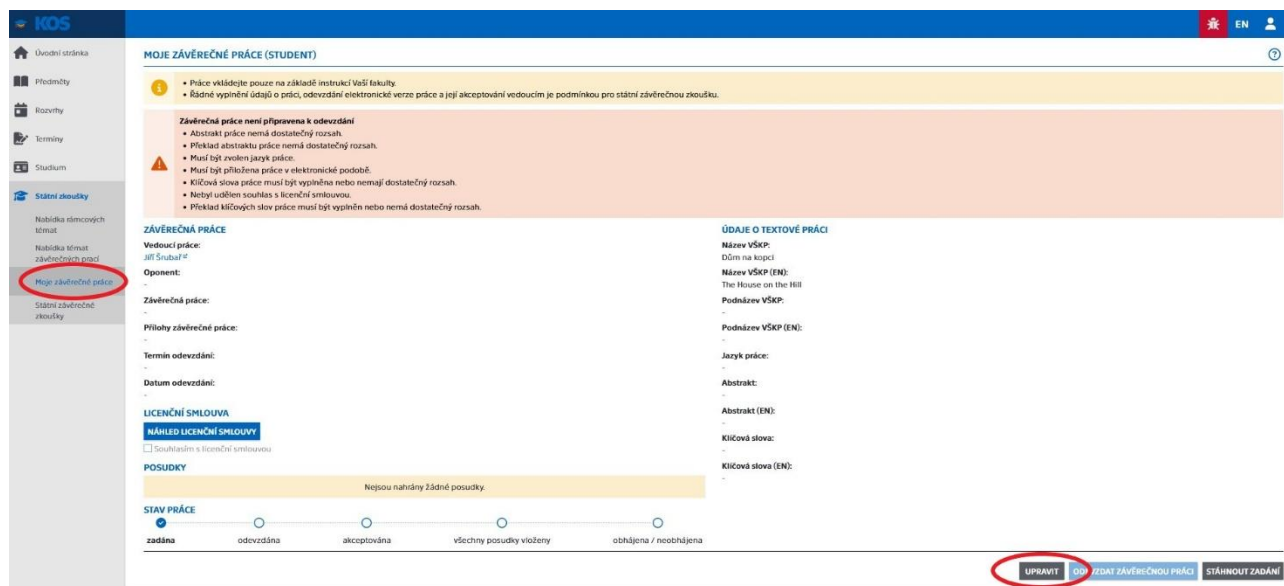 KOS
EN
Úvodní stránka
Předměty
Rozvrhy
Termíny
Studium
Státní zkoušky
Nabídka rámcových
témat
Nabídka témat
závěrečných prací
Moje závěrečné práce
Státní závěrečné
zkoušky
MOJE ZÁVĚREČNÉ PRÁCE (STUDENT)
• Práce vkládejte pouze na základě instrukcí Vaší fakulty.
• Řádné vyplnění údajů o práci, odevzdání elektronické verze práce a její akceptování vedoucím je podmínkou pro státní závěrečnou zkoušku.
Závěrečná práce není připravena k odevzdání
• Abstrakt práce nemá dostatečný rozsah.
• Překlad abstraktu práce nemá dostatečný rozsah.
• Musí být zvolen jazyk práce.
• Musí být přiložena práce v elektronické podobě.
• Klíčová slova práce musí být vyplněna nebo nemají dostatečný rozsah.
• Nebyl udělen souhlas s licenční smlouvou.
• Překlad klíčových slov práce musí být vyplněn nebo nemá dostatečný rozsah.
ZÁVĚREČNÁ PRÁCE
Vedoucí práce:
Jiří Šrubař
Oponent:
-
Závěrečná práce:
-
Přílohy závěrečné práce:
-
Termín odevzdání:
-
Datum odevzdání:
-
LICENČNÍ SMLOUVA
NÁHLED LICENČNÍ SMLOUVY
Souhlasím s licenční smlouvou
POSUDKY
Nejsou nahrány žádné posudky.
STAV PRÁCE
zadána odevzdána akceptována všechny posudky vloženy obhájena / neobhájena
ÚDAJE O TEXTOVÉ PRÁCI
Název VŠKP:
Dům na kopci
Název VŠKP (EN):
The House on the Hill
Podnázev VŠKP:
-
Podnázev VŠKP (EN):
-
Jazyk práce:
-
Abstrakt:
-
Abstrakt (EN):
-
Klíčová slova:
-
Klíčová slova (EN):
-
UPRAVIT ODEVZDAT ZÁVĚREČNOU PRÁCI STÁHNOUT ZADÁNÍ